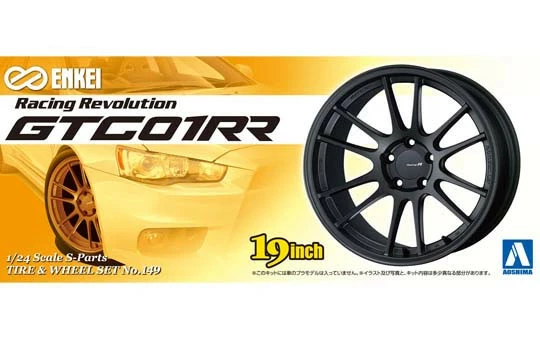 ENKEI
Racing Revolution
GTC01RR
19inch
1/24 Scale S-Parts
TIRE & WHEEL SET No.149
※このキットには車のプラモデルは入っていません。※イラスト及び写真と、キット内容は多少異なる部分があります。
AOSHIMA